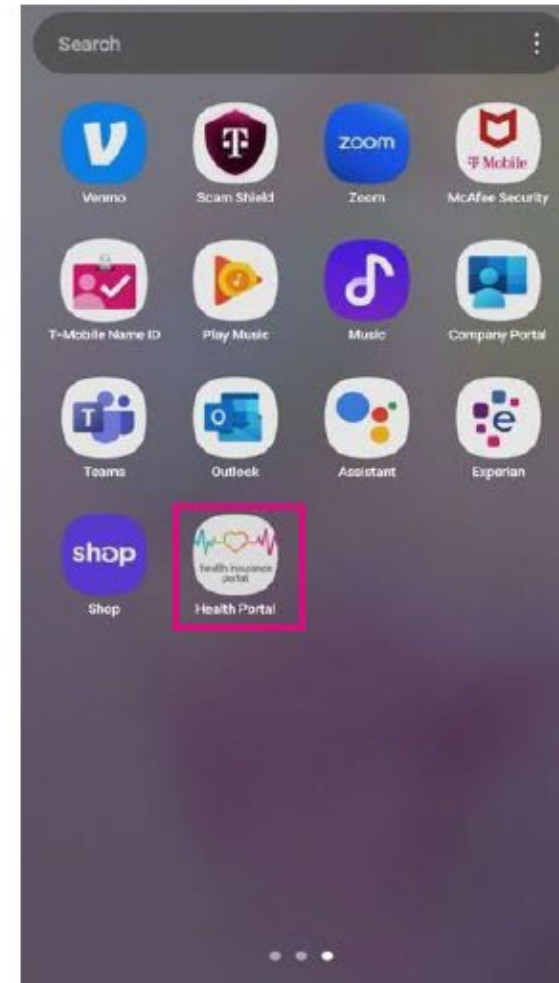 Search
zoom
T Mobile
Venmo
Scam Shield
Zoom
McAfee Security
T-Mobile Name ID
Play Music
Music
Company Portal
T
O
e
Teams
Outlook
Assistant
Experian
shop
health insurance
portal
Shop
Health Portal